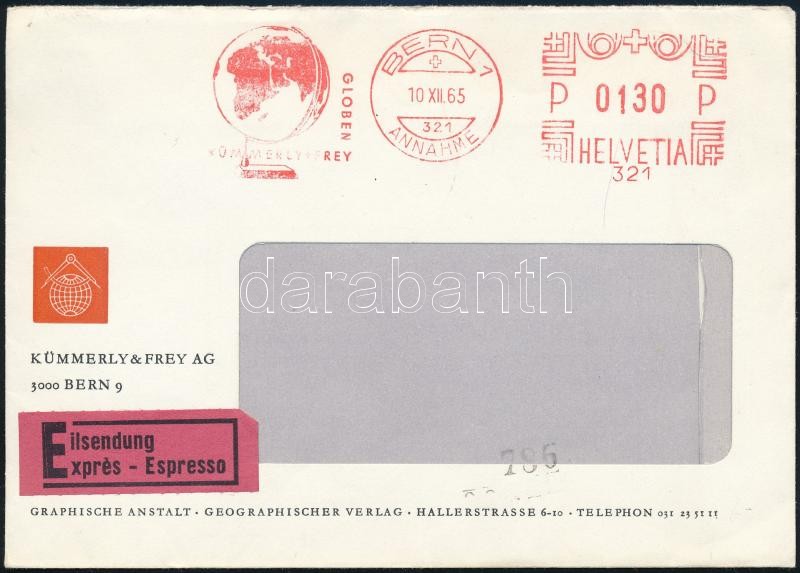 GLOBEN
KÜMMERLY+FREY
BERN 1
10 XII. 65
321
ANNAHME
P 0130 P
HELVETIA
321
darabanth
KÜMMERLY & FREY AG
3000 BERN 9
Eilsendung
Exprès - Espresso
785
GRAPHISCHE ANSTALT · GEOGRAPHISCHER VERLAG · HALLERSTRASSE 6-10 · TELEPHON 031 23 51 11